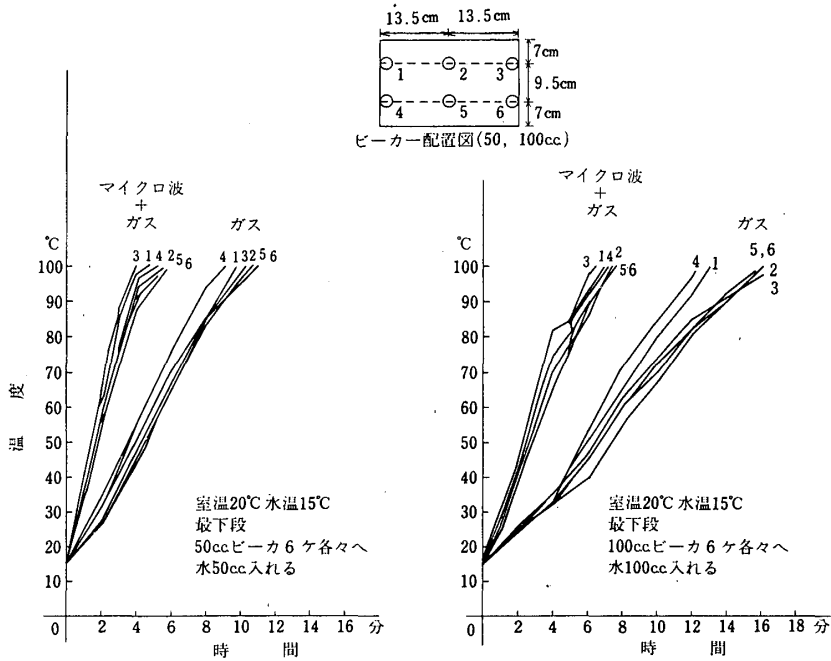 13.5cm 13.5cm
7cm
1 2 3
9.5cm
4 5 6
7cm
ビーカー配置図(50, 100cc)
マイクロ波
+
ガス
ガス
℃
3 1 4 2 5 6
4 1 3 2 5 6
100
90
80
70
60
50
40
30
20
10
0
温度
室温20℃ 水温15℃
最下段
50ccビーカ6ケ各々へ
水50cc入れる
2 4 6 8 10 12 14 16 分
時間
マイクロ波
+
ガス
ガス
℃
3 1 4 2
5 6
4 1
5,6
2
3
100
90
80
70
60
50
40
30
20
10
0
室温20℃ 水温15℃
最下段
100ccビーカ6ケ各々へ
水100cc入れる
2 4 6 8 10 12 14 16 18 分
時間